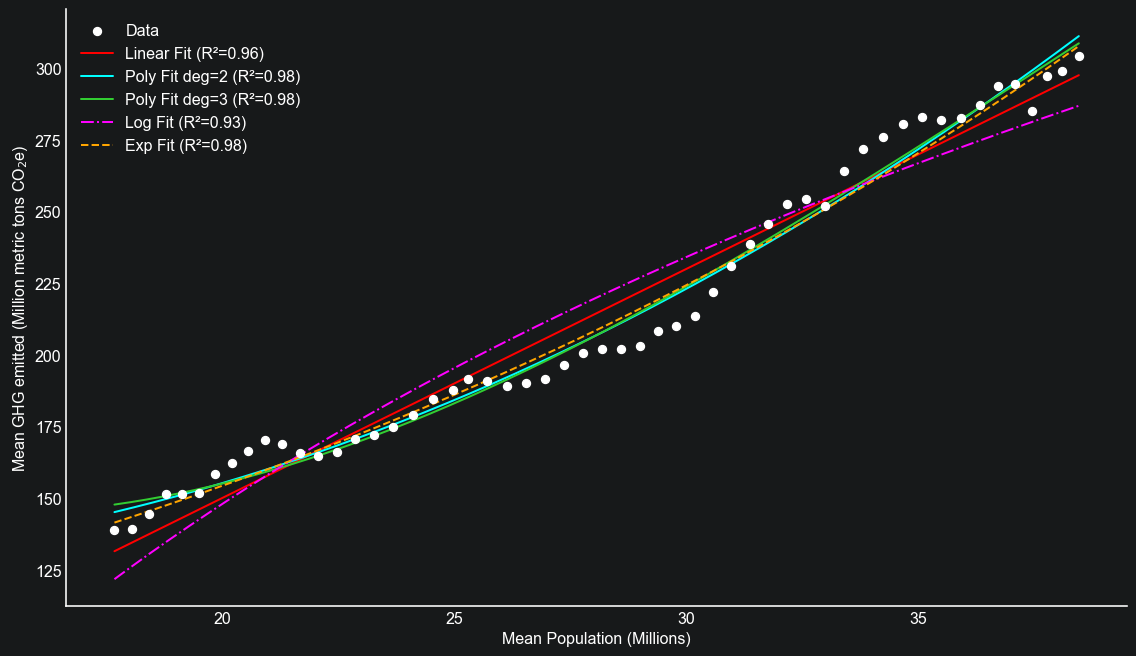 Data
Linear Fit (R²=0.96)
Poly Fit deg=2 (R²=0.98)
Poly Fit deg=3 (R²=0.98)
Log Fit (R²=0.93)
Exp Fit (R²=0.98)
Mean GHG emitted (Million metric tons CO₂e)
300
275
250
225
200
175
150
125
20 25 30 35
Mean Population (Millions)